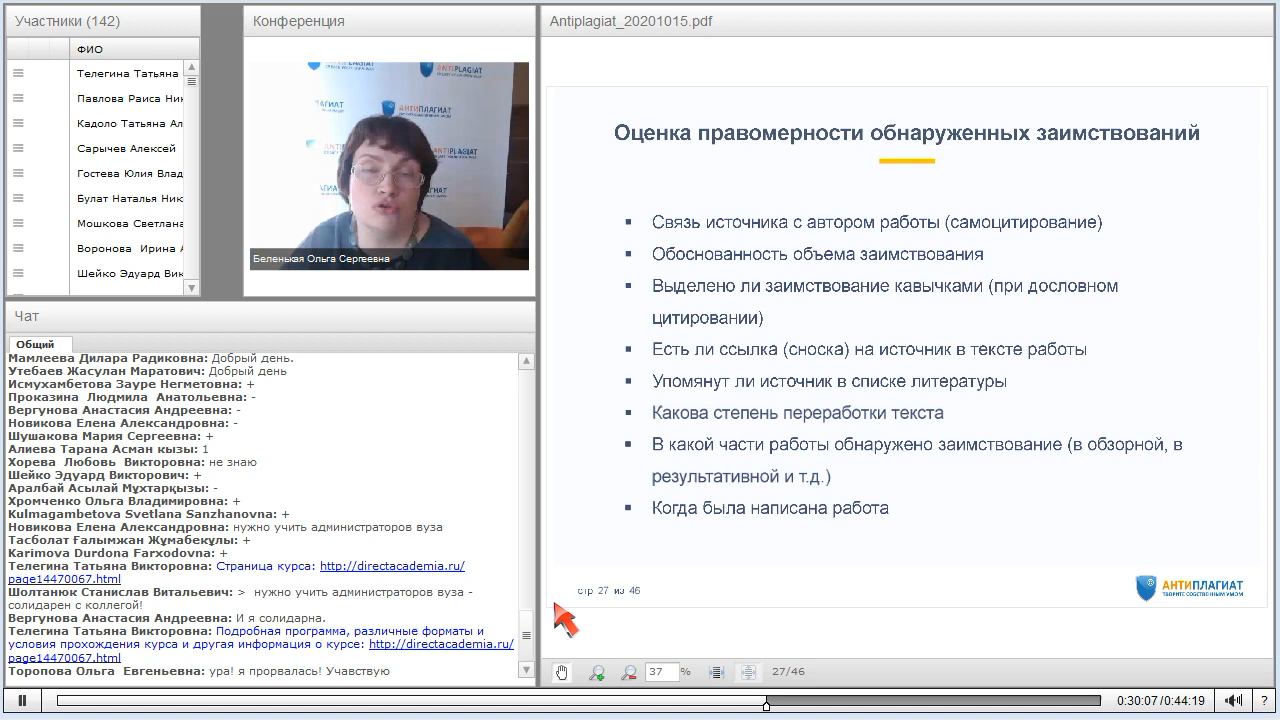 Участники (142)
ФИО
Телегина Татьяна
Павлова Раиса Ник
Кадоло Татьяна Ал
Сарычев Алексей
Гостева Юлия Влад
Булат Наталья Ник
Мошкова Светлана
Воронова Ирина А
Шейко Эдуард Вик
Конференция
АНТИПЛАГИАТ
Беленькая Ольга Сергеевна
Чат
Общий
Мамлеева Дилара Радиковна: Добрый день.
Утебаев Жасулан Маратович: Добрый день
Исмухамбетова Зауре Негметовна: +
Проказина Людмила Анатольевна: -
Вергунова Анастасия Андреевна: -
Новикова Елена Александровна: -
Шушакова Мария Сергеевна: +
Алиева Тарана Асман кызы: 1
Хорева Любовь Викторовна: не знаю
Шейко Эдуард Викторович: +
Аралбай Асылай Мұхтарқызы: -
Хромченко Ольга Владимировна: +
Kulmagambetova Svetlana Sanzhanovna: +
Новикова Елена Александровна: нужно учить администраторов вуза
Тасболат Ғалымжан Жұмабекұлы: +
Karimova Durdona Farxodovna: +
Телегина Татьяна Викторовна: Страница курса: http://directacademia.ru/
page14470067.html
Шолтанюк Станислав Витальевич: > нужно учить администраторов вуза -
солидарен с коллегой!
Вергунова Анастасия Андреевна: И я солидарна.
Телегина Татьяна Викторовна: Подробная программа, различные форматы и
условия прохождения курса и другая информация о курсе: http://directacademia.ru/
page14470067.html
Торопова Ольга Евгеньевна: ура! я прорвалась! Учавствую
Antiplagiat_20201015.pdf
Оценка правомерности обнаруженных заимствований
Связь источника с автором работы (самоцитирование)
Обоснованность объема заимствования
Выделено ли заимствование кавычками (при дословном
цитировании)
Есть ли ссылка (сноска) на источник в тексте работы
Упомянут ли источник в списке литературы
Какова степень переработки текста
В какой части работы обнаружено заимствование (в обзорной, в
результативной и т.д.)
Когда была написана работа
стр 27 из 46
АНТИПЛАГИАТ
ТВОРИТЕ СОБСТВЕННЫМ УМОМ
37 %
27/46
0:30:07/0:44:19
?